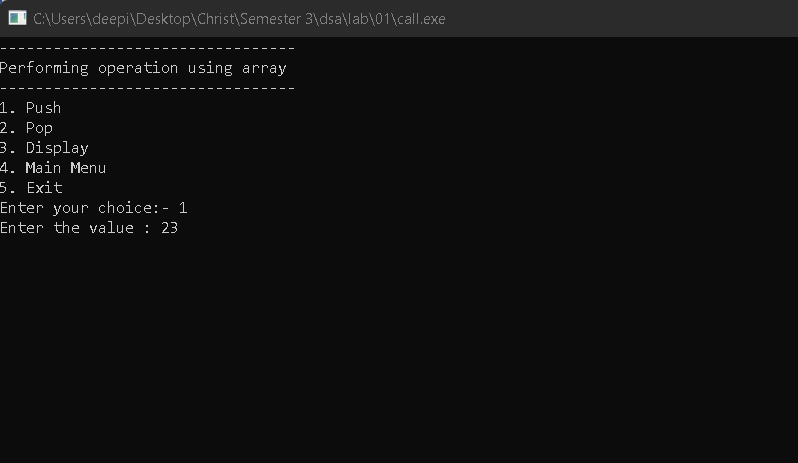 C:\Users\deepi\Desktop\Christ\Semester 3\dsa\lab\01\call.exe
---------------------------------
Performing operation using array
---------------------------------
1. Push
2. Pop
3. Display
4. Main Menu
5. Exit
Enter your choice:- 1
Enter the value : 23